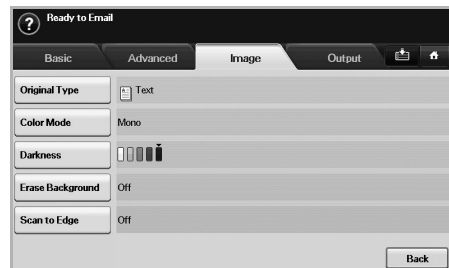 ? Ready to Email
Basic Advanced Image Output
Original Type Text
Color Mode Mono
Darkness
Erase Background Off
Scan to Edge Off
Back